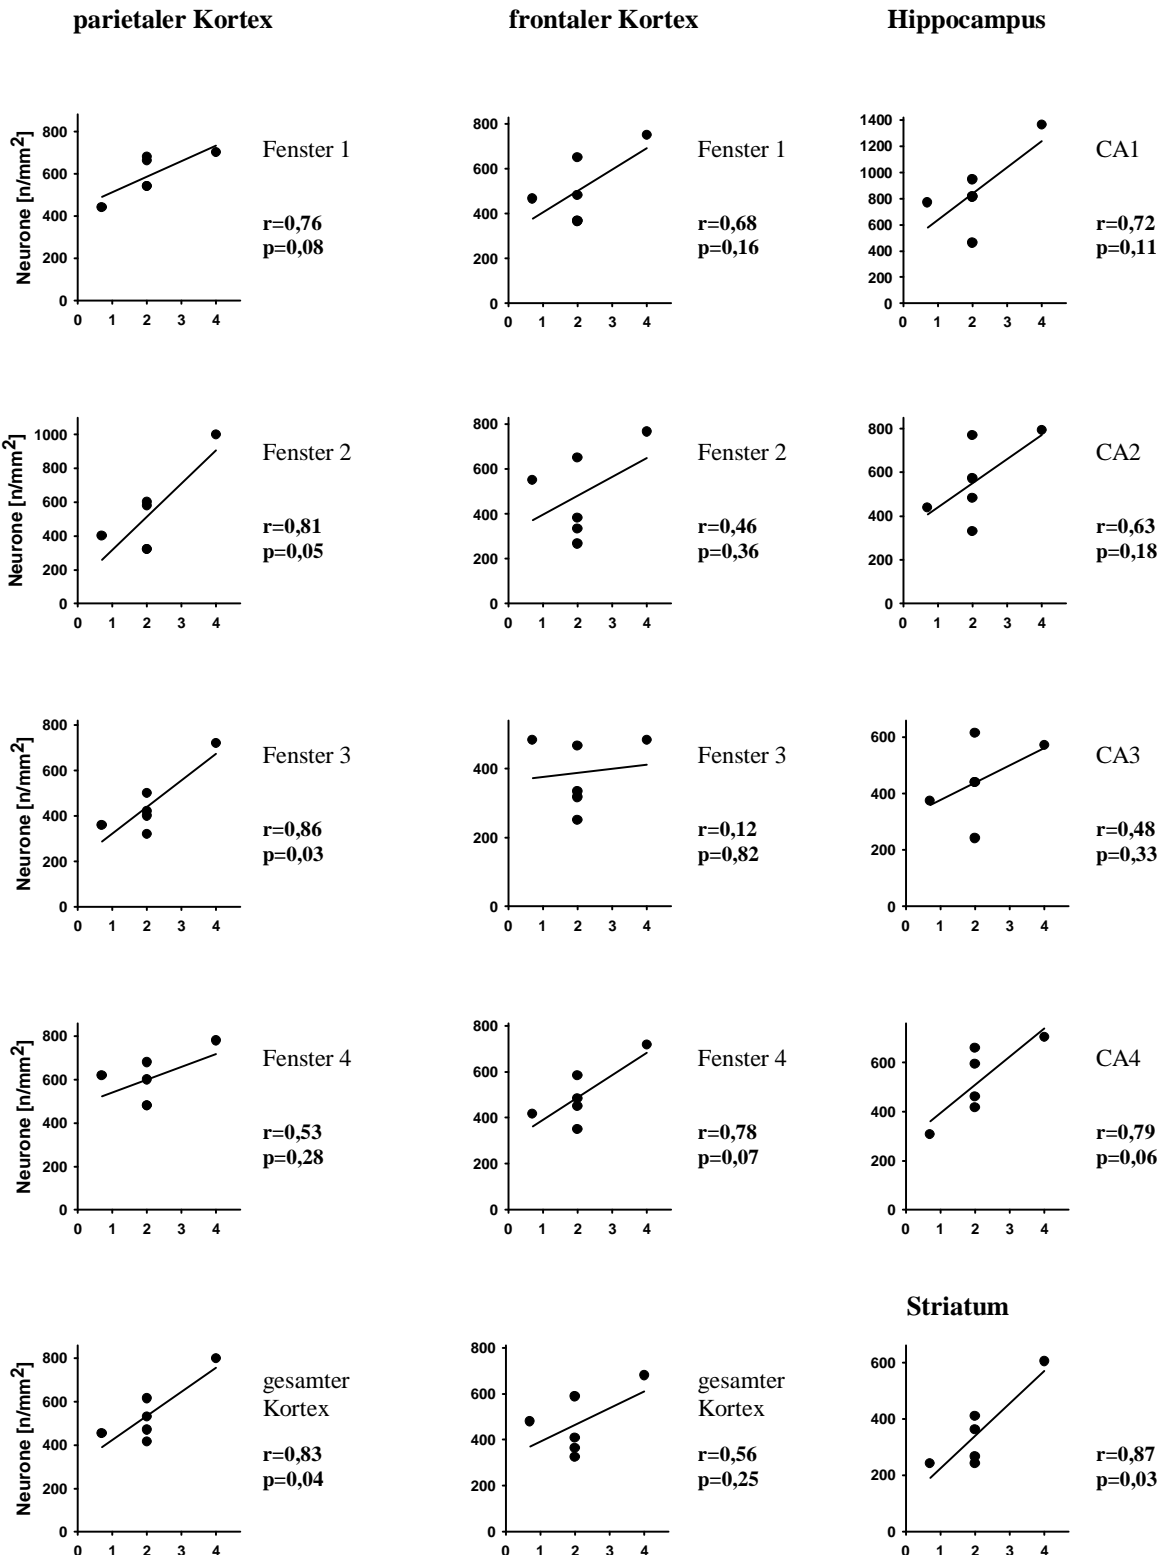 parietaler Kortex
frontaler Kortex
Hippocampus
Neurone [n/mm²]
800
600
400
200
0
0 1 2 3 4
Fenster 1
r=0,76
p=0,08
800
600
400
200
0
0 1 2 3 4
Fenster 1
r=0,68
p=0,16
1400
1200
1000
800
600
400
200
0
0 1 2 3 4
CA1
r=0,72
p=0,11
Neurone [n/mm²]
1000
800
600
400
200
0
0 1 2 3 4
Fenster 2
r=0,81
p=0,05
800
600
400
200
0
0 1 2 3 4
Fenster 2
r=0,46
p=0,36
800
600
400
200
0
0 1 2 3 4
CA2
r=0,63
p=0,18
Neurone [n/mm²]
800
600
400
200
0
0 1 2 3 4
Fenster 3
r=0,86
p=0,03
400
200
0
0 1 2 3 4
Fenster 3
r=0,12
p=0,82
600
400
200
0
0 1 2 3 4
CA3
r=0,48
p=0,33
Neurone [n/mm²]
800
600
400
200
0
0 1 2 3 4
Fenster 4
r=0,53
p=0,28
800
600
400
200
0
0 1 2 3 4
Fenster 4
r=0,78
p=0,07
600
400
200
0
0 1 2 3 4
CA4
r=0,79
p=0,06
Neurone [n/mm²]
800
600
400
200
0
0 1 2 3 4
gesamter
Kortex
r=0,83
p=0,04
800
600
400
200
0
0 1 2 3 4
gesamter
Kortex
r=0,56
p=0,25
Striatum
600
400
200
0
0 1 2 3 4
r=0,87
p=0,03